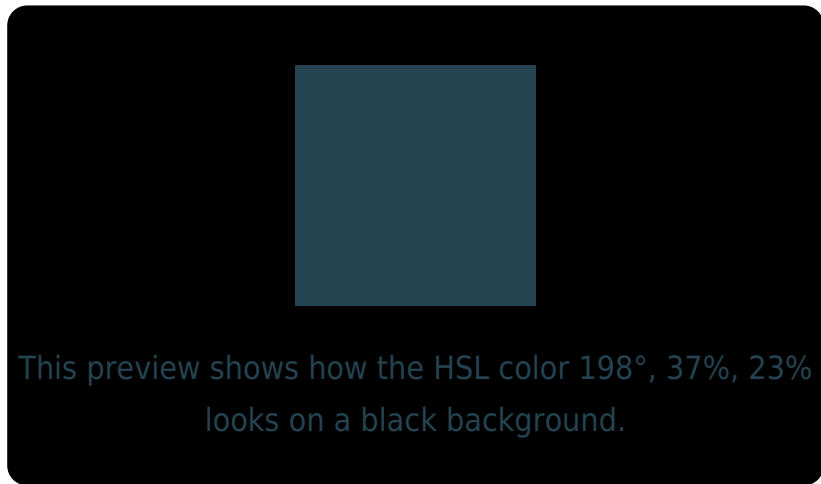 This preview shows how the HSL color 198°, 37%, 23%
looks on a black background.